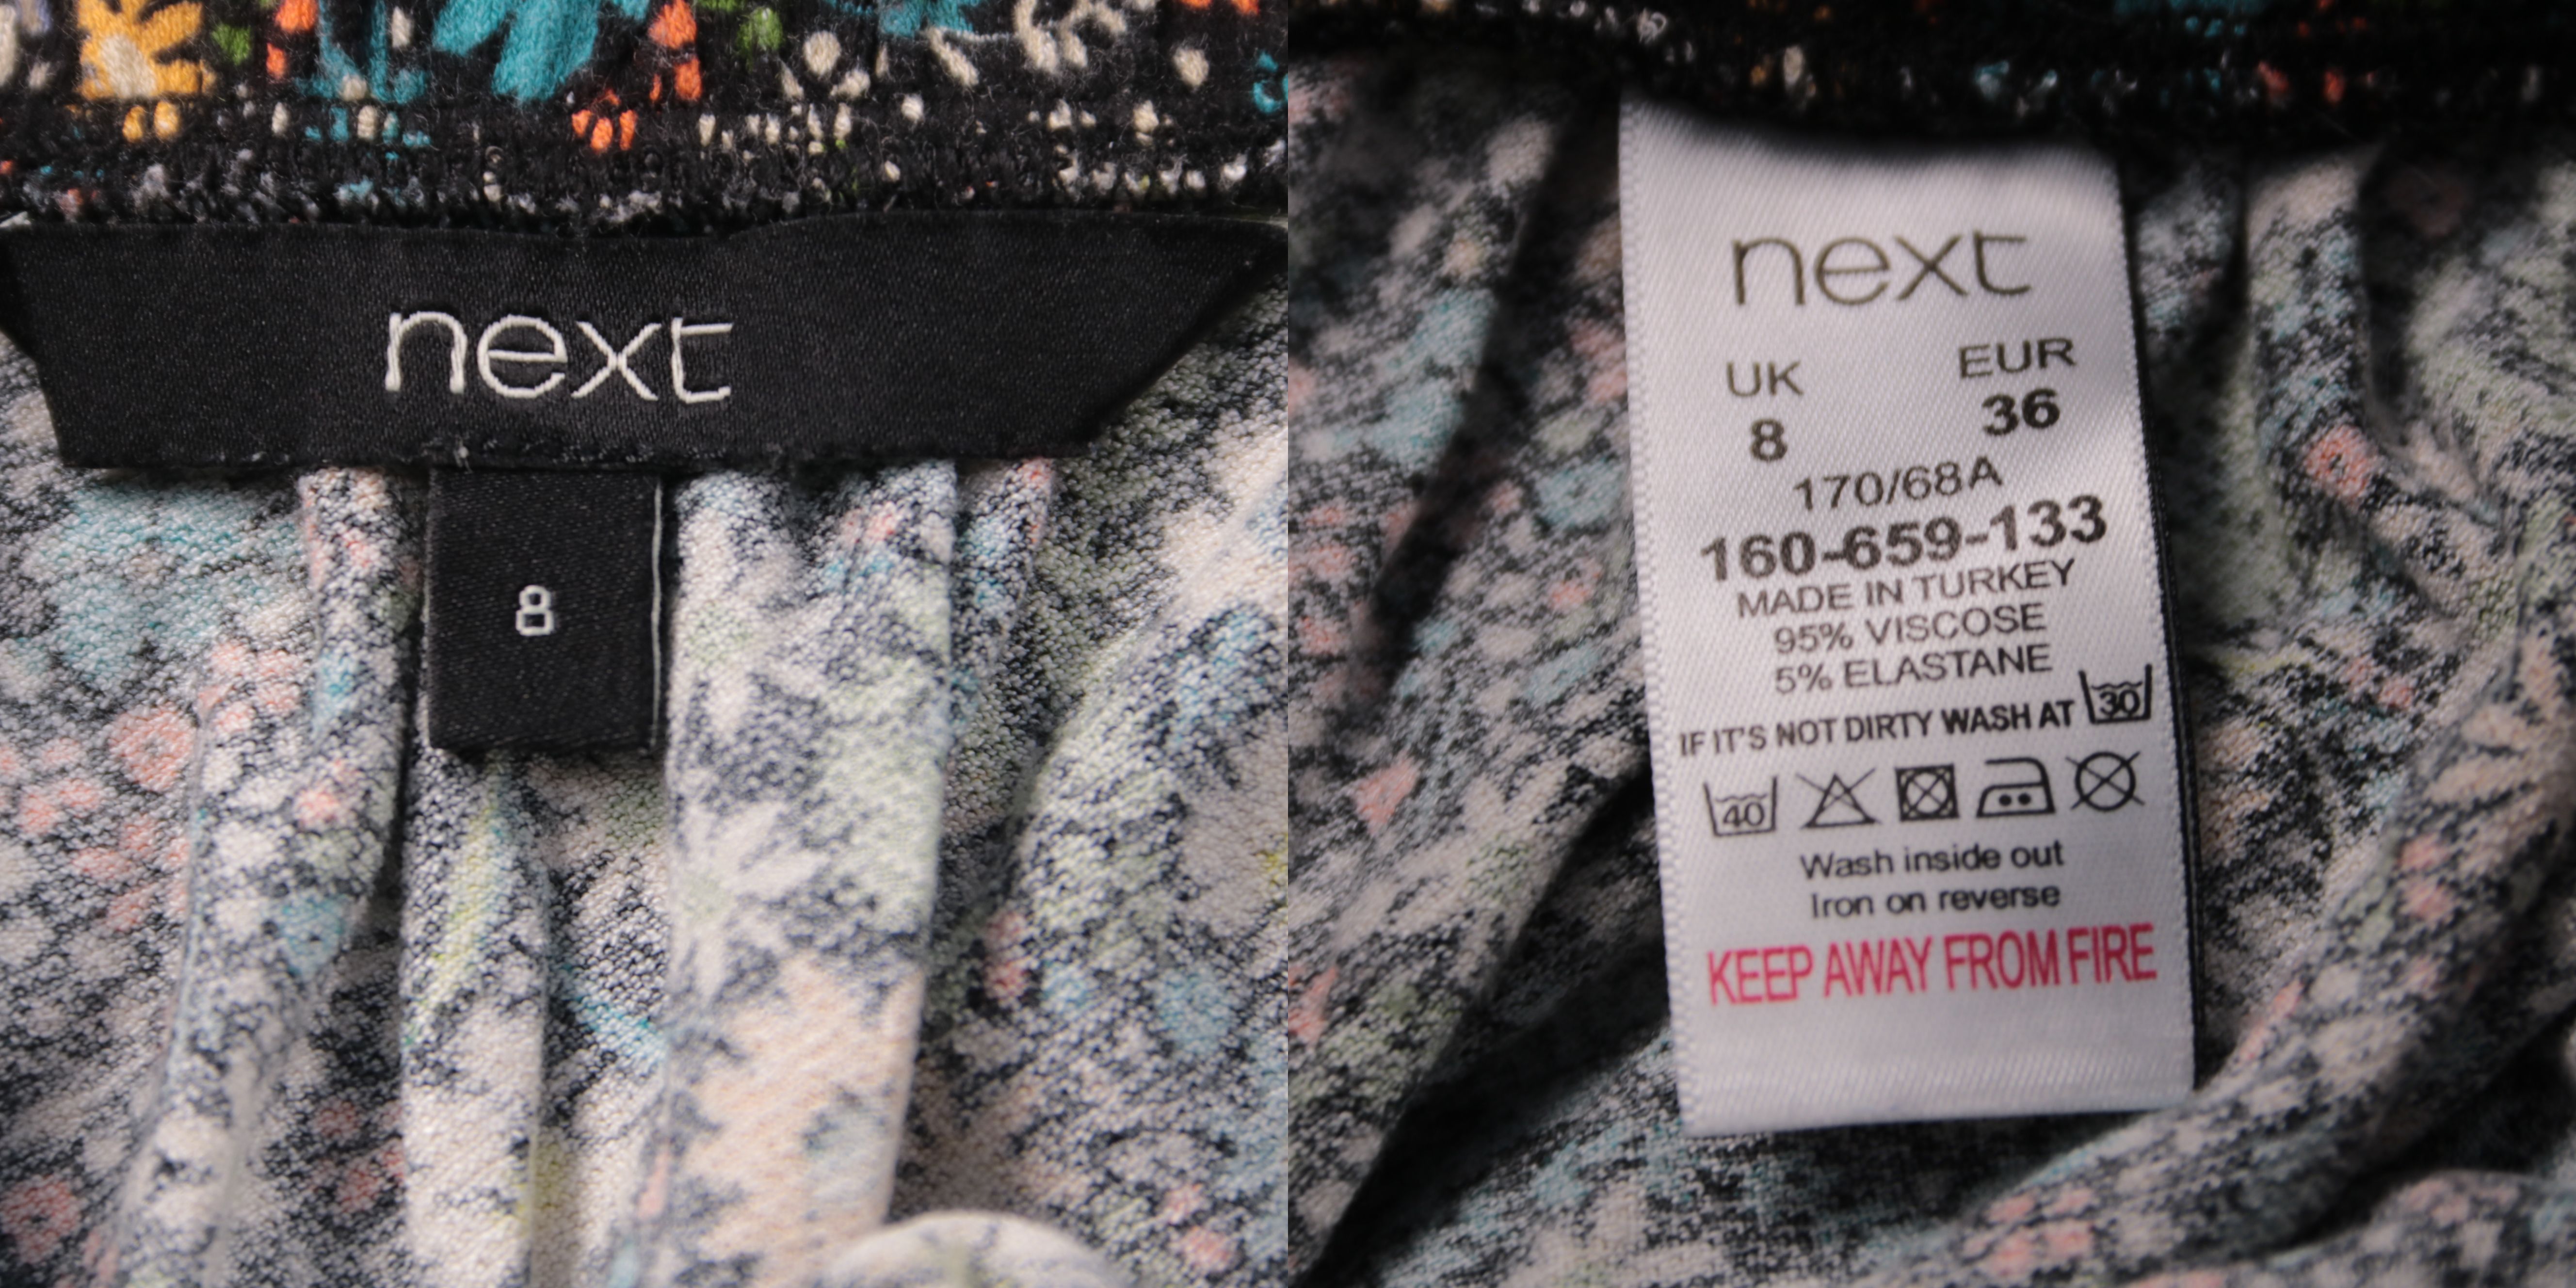 next
8
next
UK EUR
8 36
170/68A
160-659-133
MADE IN TURKEY
95% VISCOSE
5% ELASTANE
IF IT'S NOT DIRTY WASH AT 30
40
Wash inside out
Iron on reverse
KEEP AWAY FROM FIRE